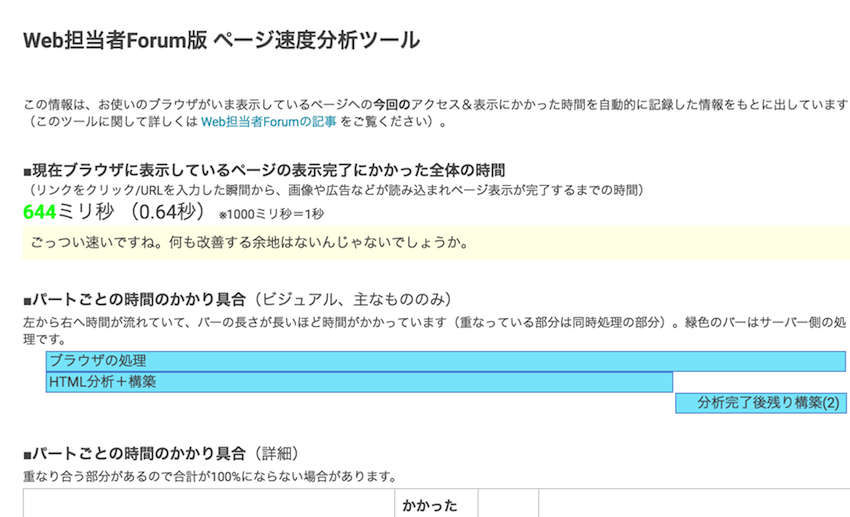 Web担当者Forum版 ページ速度分析ツール
この情報は、お使いのブラウザがいま表示しているページへの今回のアクセス＆表示にかかった時間を自動的に記録した情報をもとに出しています
（このツールに関して詳しくは Web担当者Forumの記事 をご覧ください）。
■現在ブラウザに表示しているページの表示完了にかかった全体の時間
（リンクをクリック/URLを入力した瞬間から、画像や広告などが読み込まれページ表示が完了するまでの時間）
644ミリ秒 （0.64秒） ※1000ミリ秒＝1秒
ごっつい速いですね。何も改善する余地はないんじゃないでしょうか。
■パートごとの時間のかかり具合（ビジュアル、主なもののみ）
左から右へ時間が流れていて、バーの長さが長いほど時間がかかっています（重なっている部分は同時処理の部分）。緑色のバーはサーバー側の処
理です。
ブラウザの処理
HTML分析＋構築
分析完了後残り構築(2)
■パートごとの時間のかかり具合（詳細）
重なり合う部分があるので合計が100%にならない場合があります。
かかった